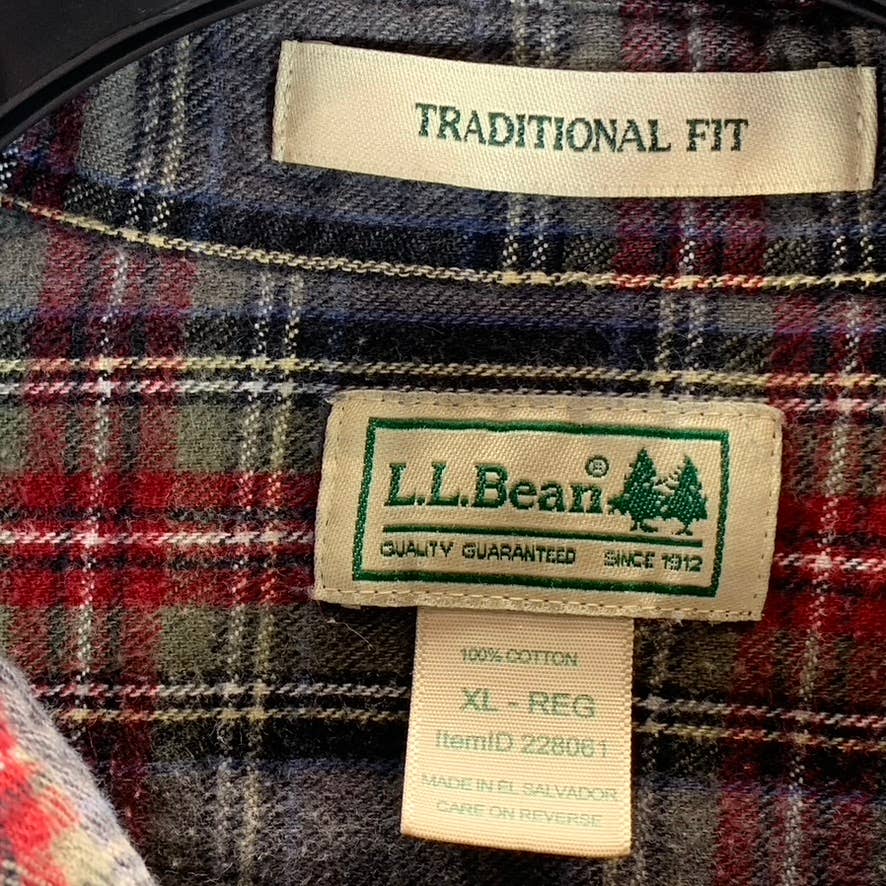 TRADITIONAL FIT
L.L.Bean®
QUALITY GUARANTEED SINCE 1912
100% COTTON
XL - REG
ItemID 228061
MADE IN EL SALVADOR
CARE ON REVERSE